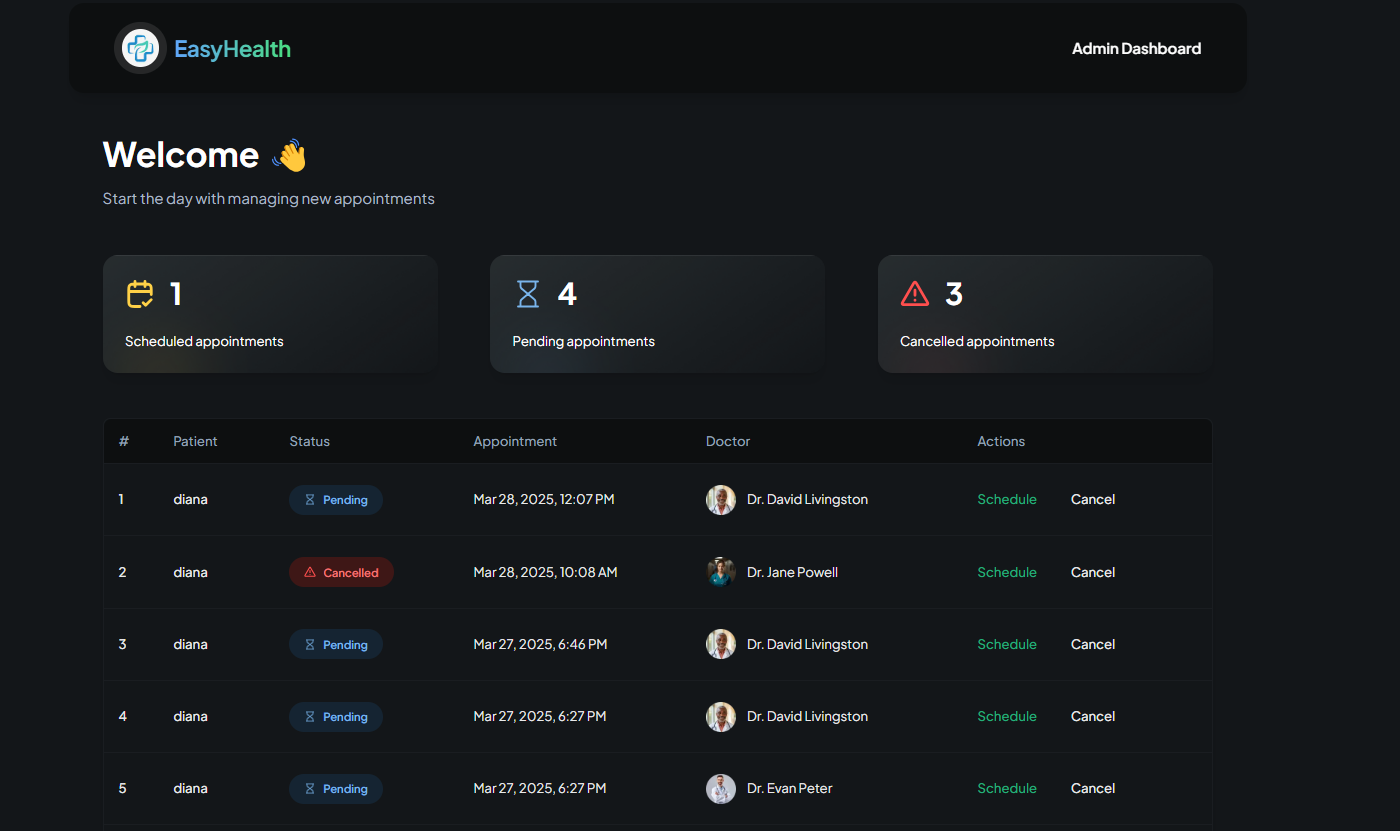 EasyHealth
Admin Dashboard
Welcome 👋
Start the day with managing new appointments
1
Scheduled appointments
4
Pending appointments
3
Cancelled appointments
# Patient Status Appointment Doctor Actions
1 diana Pending Mar 28, 2025, 12:07 PM Dr. David Livingston Schedule Cancel
2 diana Cancelled Mar 28, 2025, 10:08 AM Dr. Jane Powell Schedule Cancel
3 diana Pending Mar 27, 2025, 6:46 PM Dr. David Livingston Schedule Cancel
4 diana Pending Mar 27, 2025, 6:27 PM Dr. David Livingston Schedule Cancel
5 diana Pending Mar 27, 2025, 6:27 PM Dr. Evan Peter Schedule Cancel